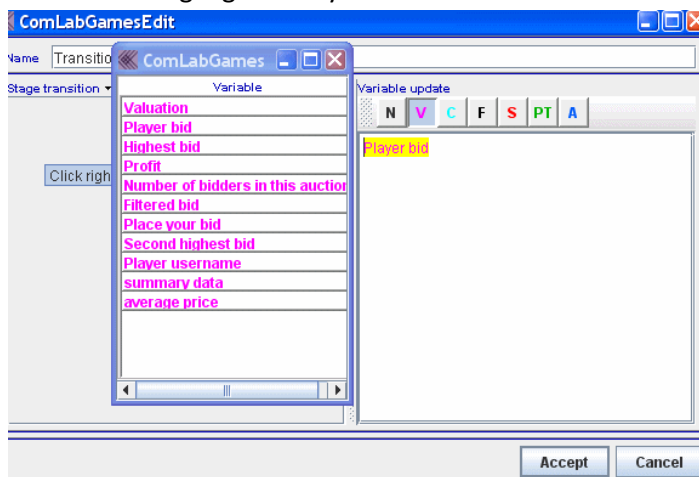 ComLabGamesEdit
Name Transitio
ComLabGames
Stage transition
Variable
Variable update
N V C F S PT A
Valuation
Player bid
Highest bid
Profit
Number of bidders in this auction
Filtered bid
Place your bid
Second highest bid
Player username
summary data
average price
Player bid
Click righ
Accept Cancel